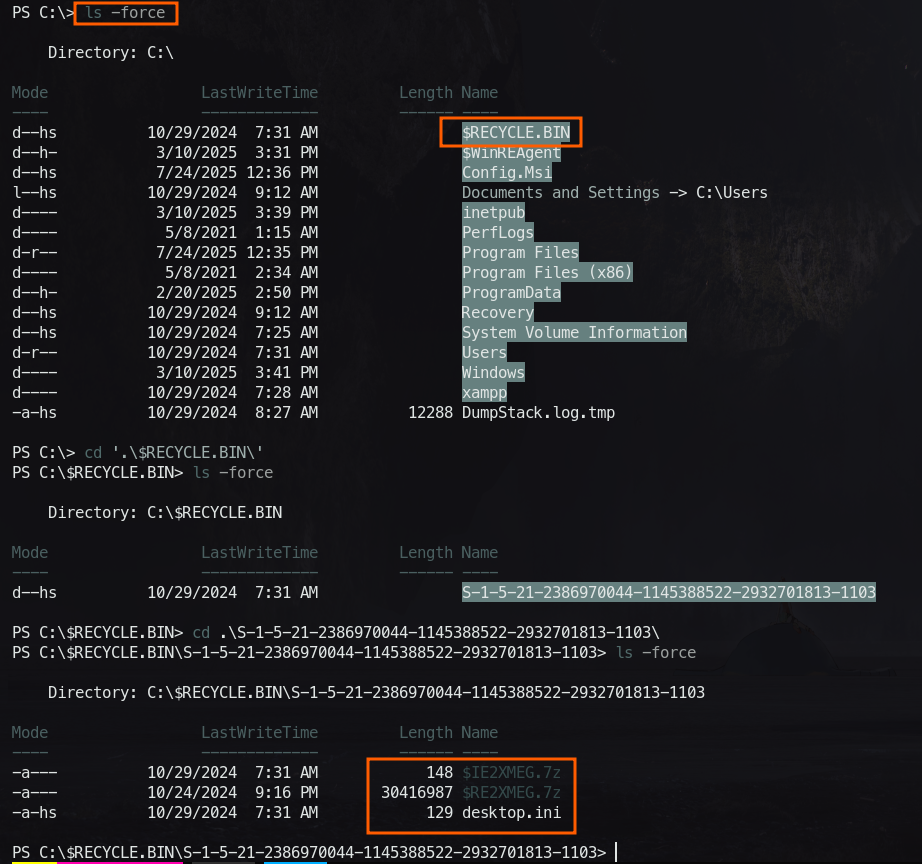 PS C:\> ls -force
Directory: C:\
Mode LastWriteTime Length Name
---- ------------- ------ ----
d--hs 10/29/2024 7:31 AM $RECYCLE.BIN
d--h- 3/10/2025 3:31 PM $WinREAgent
d--hs 7/24/2025 12:36 PM Config.Msi
l--hs 10/29/2024 9:12 AM Documents and Settings -> C:\Users
d---- 3/10/2025 3:39 PM inetpub
d---- 5/8/2021 1:15 AM PerfLogs
d-r-- 7/24/2025 12:35 PM Program Files
d---- 5/8/2021 2:34 AM Program Files (x86)
d--h- 2/20/2025 2:50 PM ProgramData
d--hs 10/29/2024 9:12 AM Recovery
d--hs 10/29/2024 7:25 AM System Volume Information
d-r-- 10/29/2024 7:31 AM Users
d---- 3/10/2025 3:41 PM Windows
d---- 10/29/2024 7:28 AM xampp
-a-hs 10/29/2024 8:27 AM 12288 DumpStack.log.tmp
PS C:\> cd '.\$RECYCLE.BIN\'
PS C:\$RECYCLE.BIN> ls -force
Directory: C:\$RECYCLE.BIN
Mode LastWriteTime Length Name
---- ------------- ------ ----
d--hs 10/29/2024 7:31 AM S-1-5-21-2386970044-1145388522-2932701813-1103
PS C:\$RECYCLE.BIN> cd .\S-1-5-21-2386970044-1145388522-2932701813-1103\
PS C:\$RECYCLE.BIN\S-1-5-21-2386970044-1145388522-2932701813-1103> ls -force
Directory: C:\$RECYCLE.BIN\S-1-5-21-2386970044-1145388522-2932701813-1103
Mode LastWriteTime Length Name
---- ------------- ------ ----
-a--- 10/29/2024 7:31 AM 148 $IE2XMEG.7z
-a--- 10/24/2024 9:16 PM 30416987 $RE2XMEG.7z
-a-hs 10/29/2024 7:31 AM 129 desktop.ini
PS C:\$RECYCLE.BIN\S-1-5-21-2386970044-1145388522-2932701813-1103>